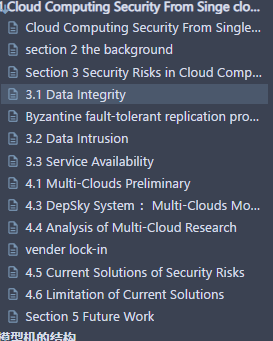 Cloud Computing Security From Singe clo...
Cloud Computing Security From Single...
section 2 the background
Section 3 Security Risks in Cloud Comp...
3.1 Data Integrity
Byzantine fault-tolerant replication pro...
3.2 Data Intrusion
3.3 Service Availability
4.1 Multi-Clouds Preliminary
4.3 DepSky System： Multi-Clouds Mo...
4.4 Analysis of Multi-Cloud Research
vender lock-in
4.5 Current Solutions of Security Risks
4.6 Limitation of Current Solutions
Section 5 Future Work
模型机的结构